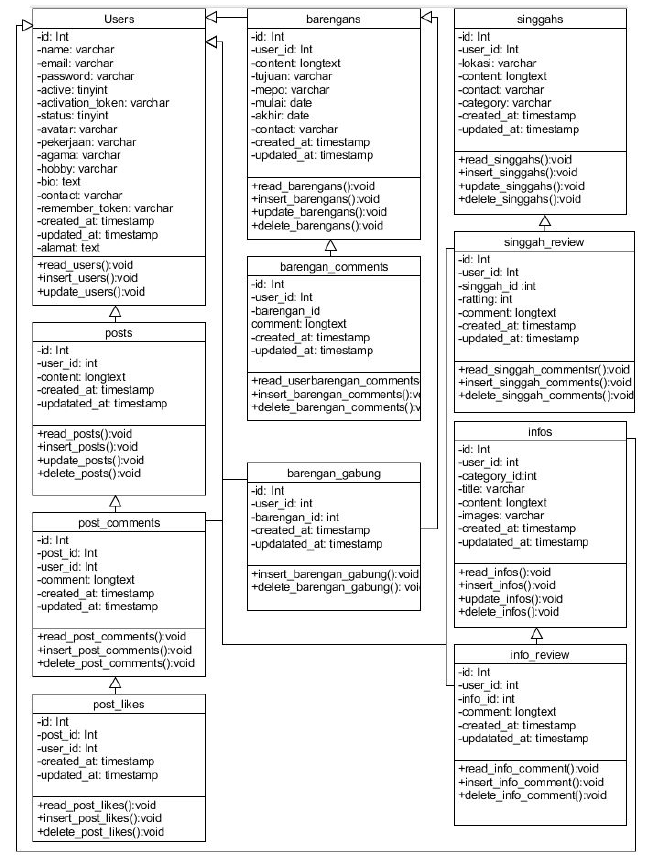 Users
-id: Int
-name: varchar
-email: varchar
-password: varchar
-active: tinyint
-activation_token: varchar
-status: tinyint
-avatar: varchar
-pekerjaan: varchar
-agama: varchar
-hobby: varchar
-bio: text
-contact: varchar
-remember_token: varchar
-created_at: timestamp
-updated_at: timestamp
-alamat: text
+read_users():void
+insert_users():void
+update_users():void
posts
-id: Int
-user_id: int
-content: longtext
-created_at: timestamp
-updatated_at: timestamp
+read_posts():void
+insert_posts():void
+update_posts():void
+delete_posts():void
post_comments
-id: Int
-post_id: Int
-user_id: Int
-comment: longtext
-created_at: timestamp
-updated_at: timestamp
+read_post_comments():void
+insert_post_comments():void
+delete_post_comments():void
post_likes
-id: Int
-post_id: Int
-user_id: Int
-created_at: timestamp
-updated_at: timestamp
+read_post_likes():void
+insert_post_likes():void
+delete_post_likes():void
barengans
-id: Int
-user_id: Int
-content: longtext
-tujuan: varchar
-mepo: varchar
-mulai: date
-akhir: date
-contact: varchar
-created_at: timestamp
-updated_at: timestamp
+read_barengans():void
+insert_barengans():void
+update_barengans():void
+delete_barengans():void
barengan_comments
-id: Int
-user_id: Int
-barengan_id
comment: longtext
-created_at: timestamp
-updated_at: timestamp
+read_userbarengan_comments
+insert_barengan_comments():v
+delete_barengan_comments():v
barengan_gabung
-id: Int
-user_id: int
-barengan_id: int
-created_at: timestamp
-updatated_at: timestamp
+insert_barengan_gabung():void
+delete_barengan_gabung(): voi
singgahs
-id: Int
-user_id: Int
-lokasi: varchar
-content: longtext
-contact: varchar
-category: varchar
-created_at: timestamp
-updated_at: timestamp
+read_singgahs():void
+insert_singgahs():void
+update_singgahs():void
+delete_singgahs():void
singgah_review
-id: Int
-user_id: Int
-singgah_id :int
-ratting: int
-comment: longtext
-created_at: timestamp
-updated_at: timestamp
+read_singgah_commentsr():void
+insert_singgah_comments():void
+delete_singgah_comments():void
infos
-id: Int
-user_id: int
-category_id:int
-title: varchar
-content: longtext
-images: varchar
-created_at: timestamp
-updatated_at: timestamp
+read_infos():void
+insert_infos():void
+update_infos():void
+delete_infos():void
info_review
-id: Int
-user_id: int
-info_id: int
-comment: longtext
-created_at: timestamp
-updatated_at: timestamp
+read_info_comment():void
+insert_info_comment():void
+delete_info_comment():void